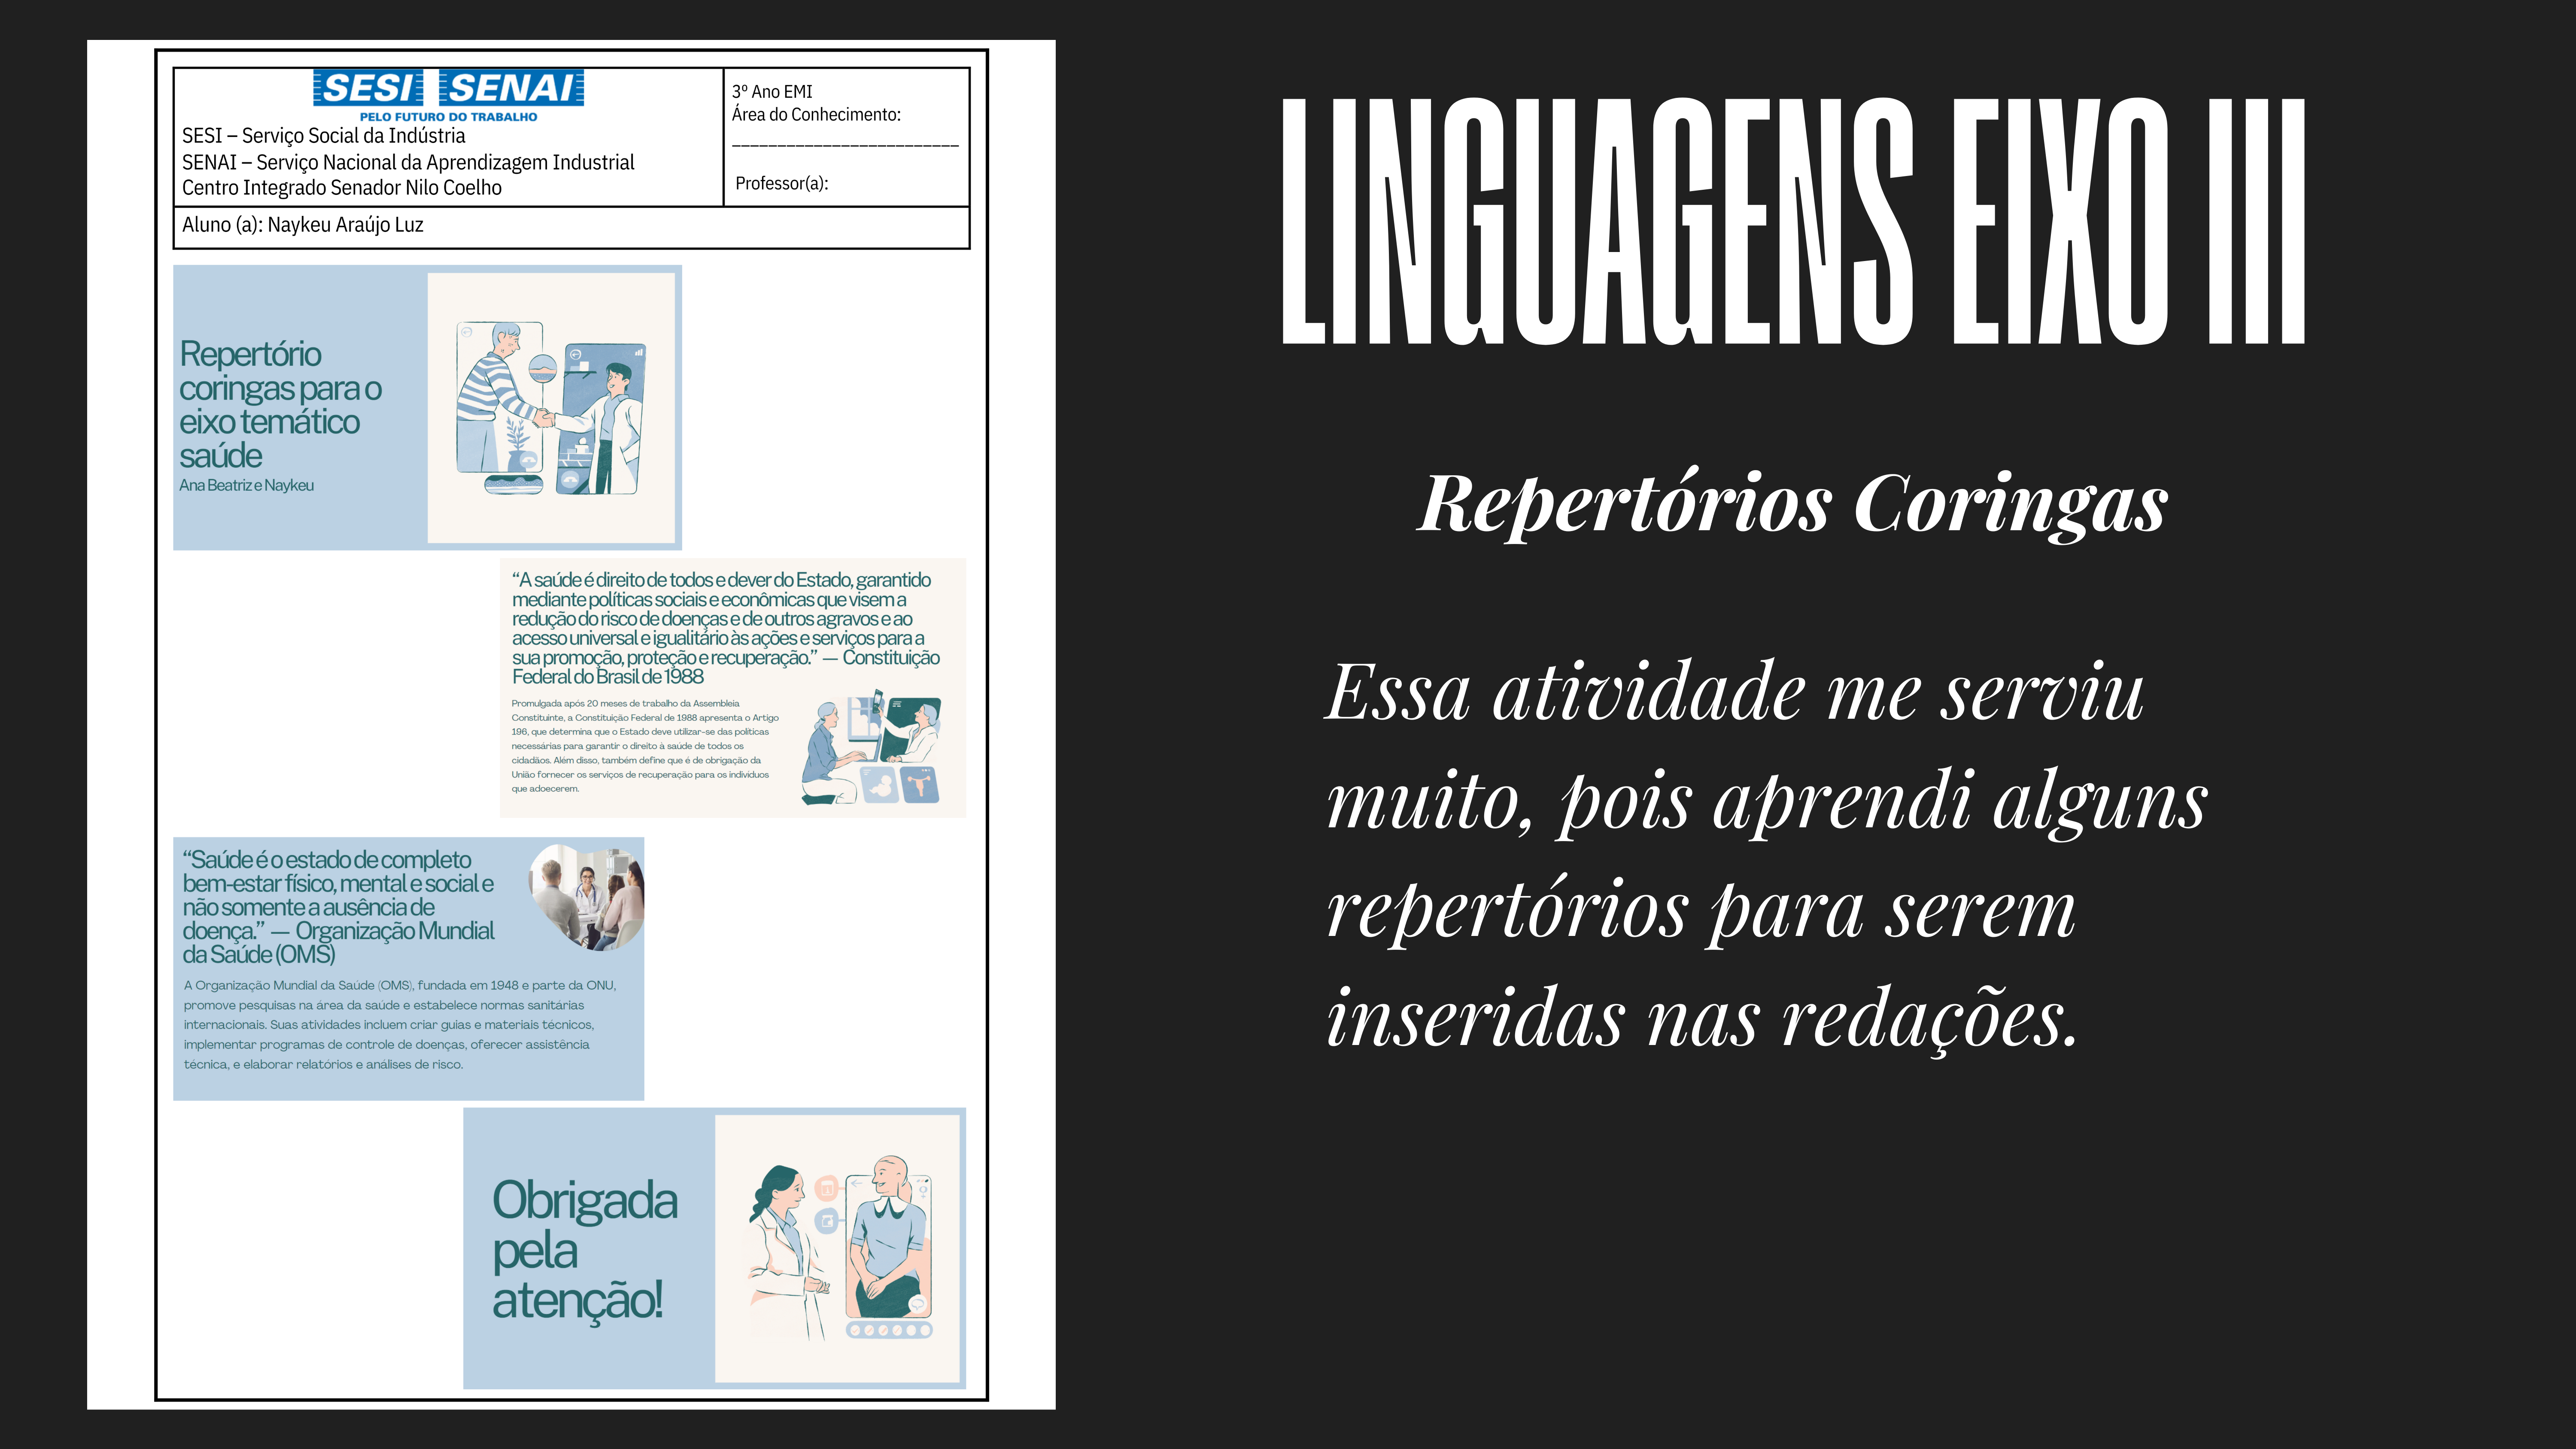 SESI SENAI
PELO FUTURO DO TRABALHO
SESI – Serviço Social da Indústria
SENAI – Serviço Nacional da Aprendizagem Industrial
Centro Integrado Senador Nilo Coelho
3º Ano EMI
Área do Conhecimento:
_________________________
Professor(a):
Aluno (a): Naykeu Araújo Luz
Repertório
coringas para o
eixo temático
saúde
Ana Beatriz e Naykeu
“A saúde é direito de todos e dever do Estado, garantido
mediante políticas sociais e econômicas que visem a
redução do risco de doenças e de outros agravos e ao
acesso universal e igualitário às ações e serviços para a
sua promoção, proteção e recuperação.” — Constituição
Federal do Brasil de 1988
Promulgada após 20 meses de trabalho da Assembleia
Constituinte, a Constituição Federal de 1988 apresenta o Artigo
196, que determina que o Estado deve utilizar-se das políticas
necessárias para garantir o direito à saúde de todos os
cidadãos. Além disso, também define que é de obrigação da
União fornecer os serviços de recuperação para os indivíduos
que adoecerem.
“Saúde é o estado de completo
bem-estar físico, mental e social e
não somente a ausência de
doença.” — Organização Mundial
da Saúde (OMS)
A Organização Mundial da Saúde (OMS), fundada em 1948 e parte da ONU,
promove pesquisas na área da saúde e estabelece normas sanitárias
internacionais. Suas atividades incluem criar guias e materiais técnicos,
implementar programas de controle de doenças, oferecer assistência
técnica, e elaborar relatórios e análises de risco.
Obrigada
pela
atenção!
LINGUAGENS EIXO III
Repertórios Coringas
Essa atividade me serviu
muito, pois aprendi alguns
repertórios para serem
inseridas nas redações.